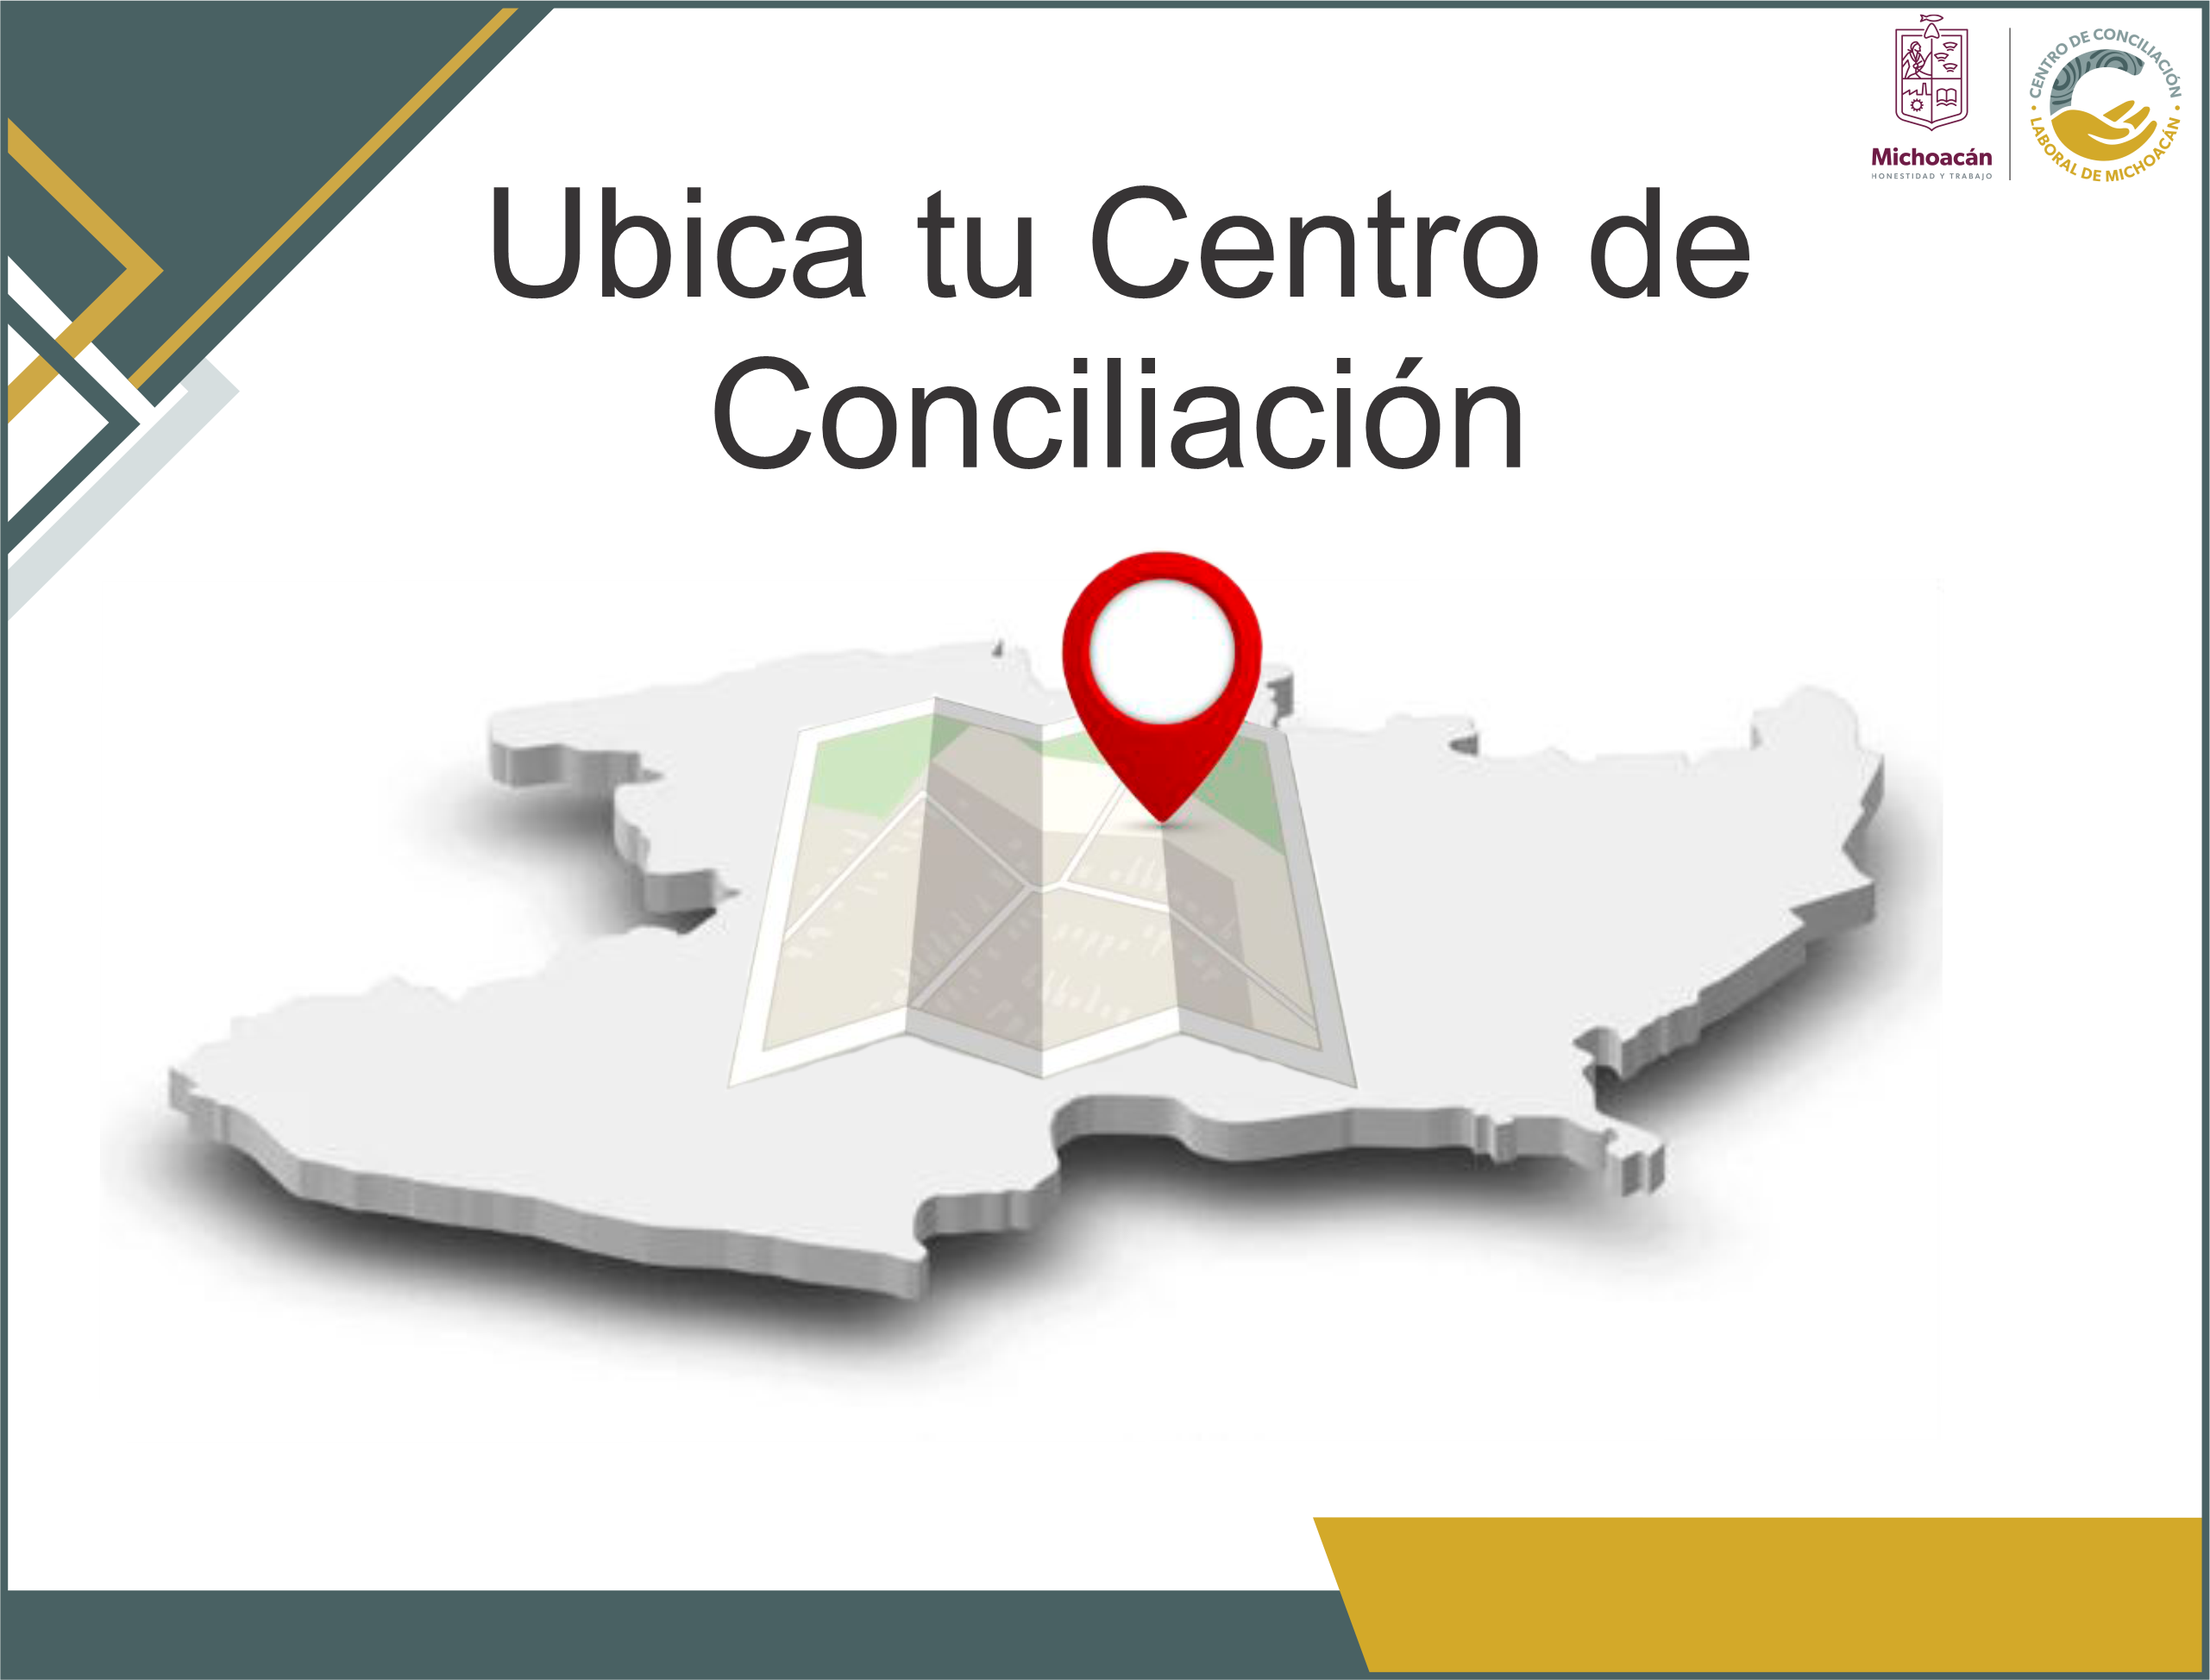 CENTRO DE CONCILIACIÓN
LABORAL DE MICHOACÁN
Michoacán
HONESTIDAD Y TRABAJO
Ubica tu Centro de
Conciliación